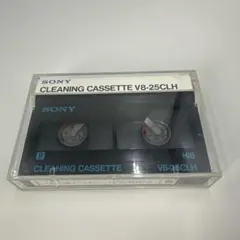 SONY
CLEANING CASSETTE V8-25CLH
SONY
P
Hi8
CLEANING CASSETTE
V8-25CLH